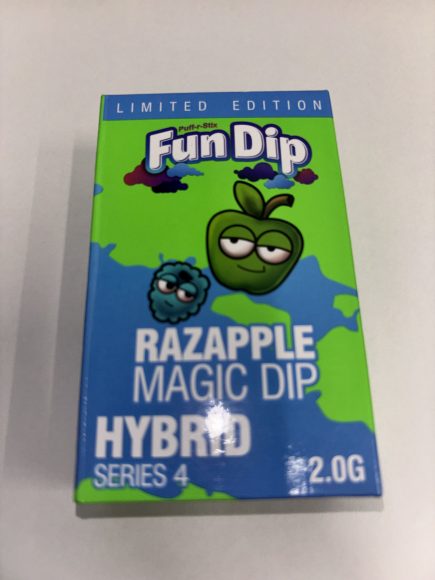 LIMITED EDITION
Puff-r-Stix
Fun Dip
RAZAPPLE
MAGIC DIP
HYBRID
SERIES 4
2.0G